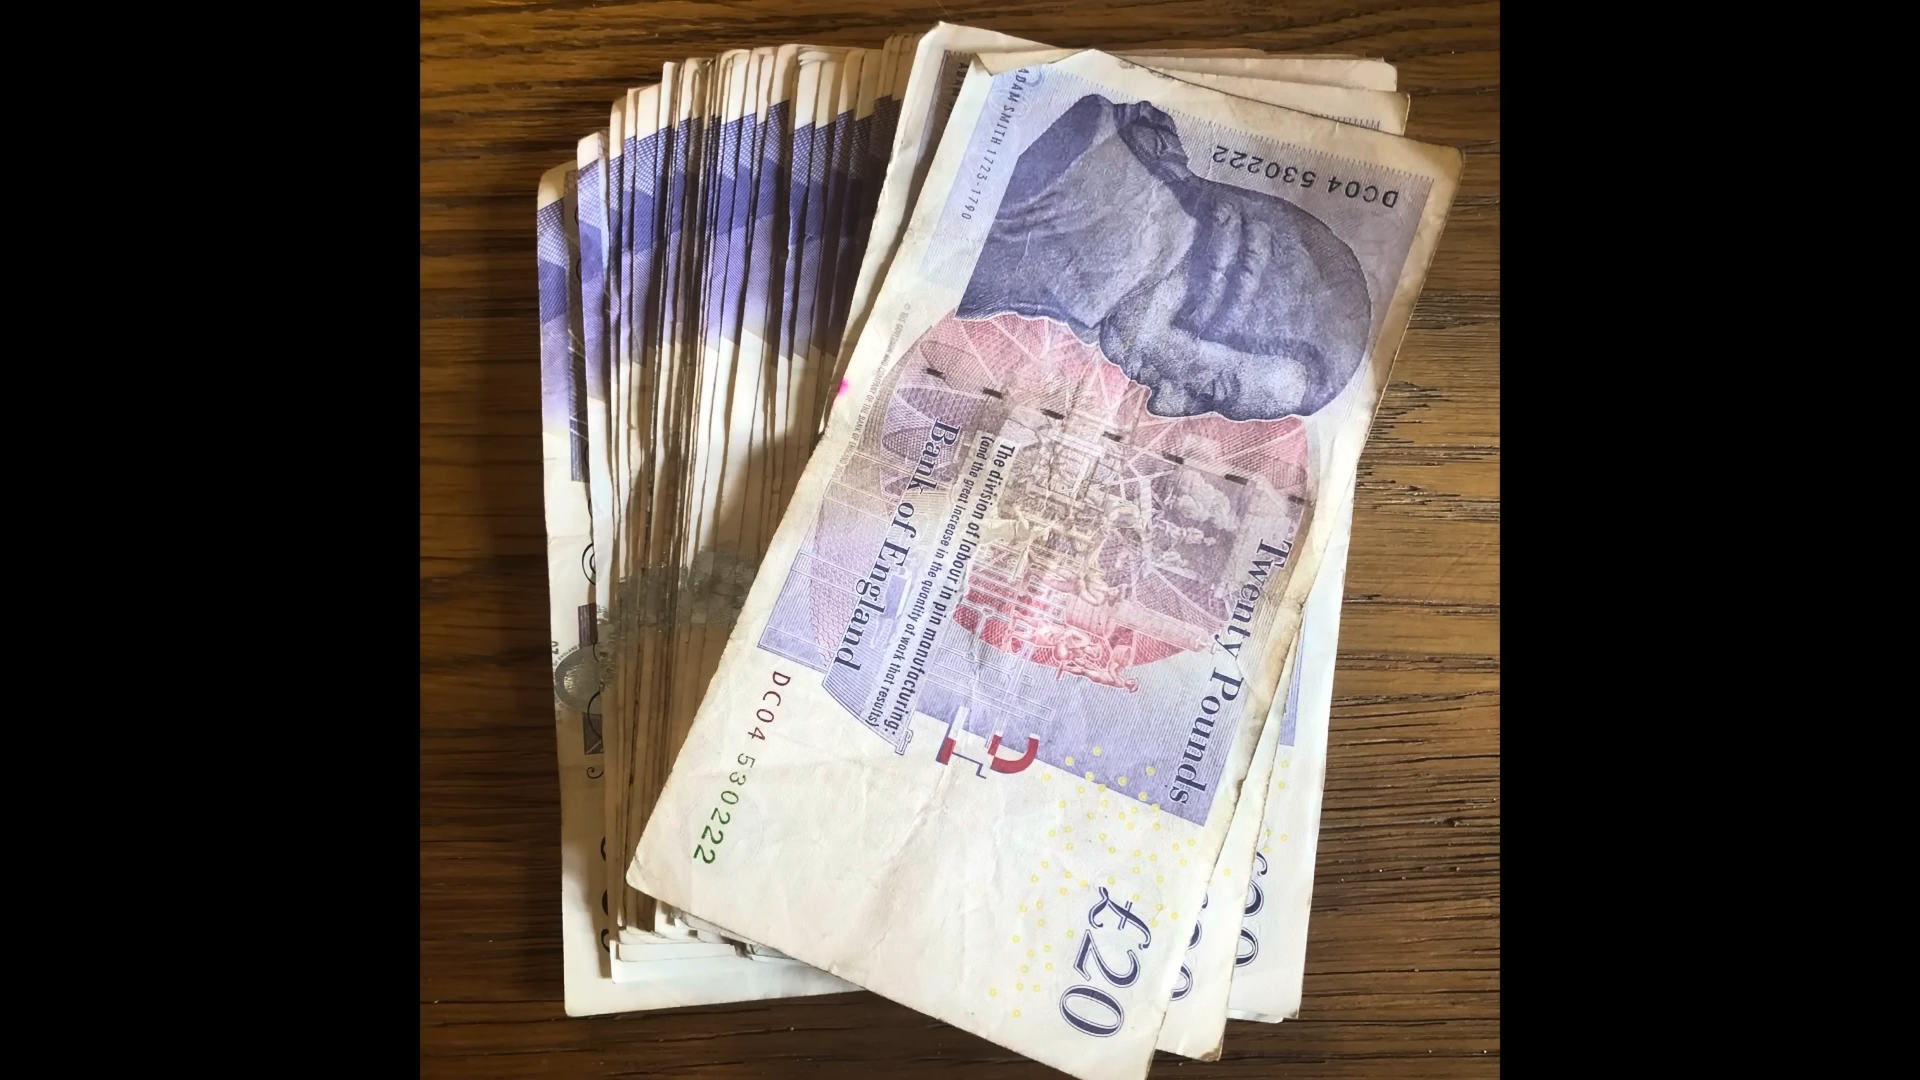 ADAM SMITH 1723-1790
DC04 530222
Twenty Pounds
The division of labour in pin manufacturing:
(and the great increase in the quantity of work that results)
Bank of England
DC04 530222
£20